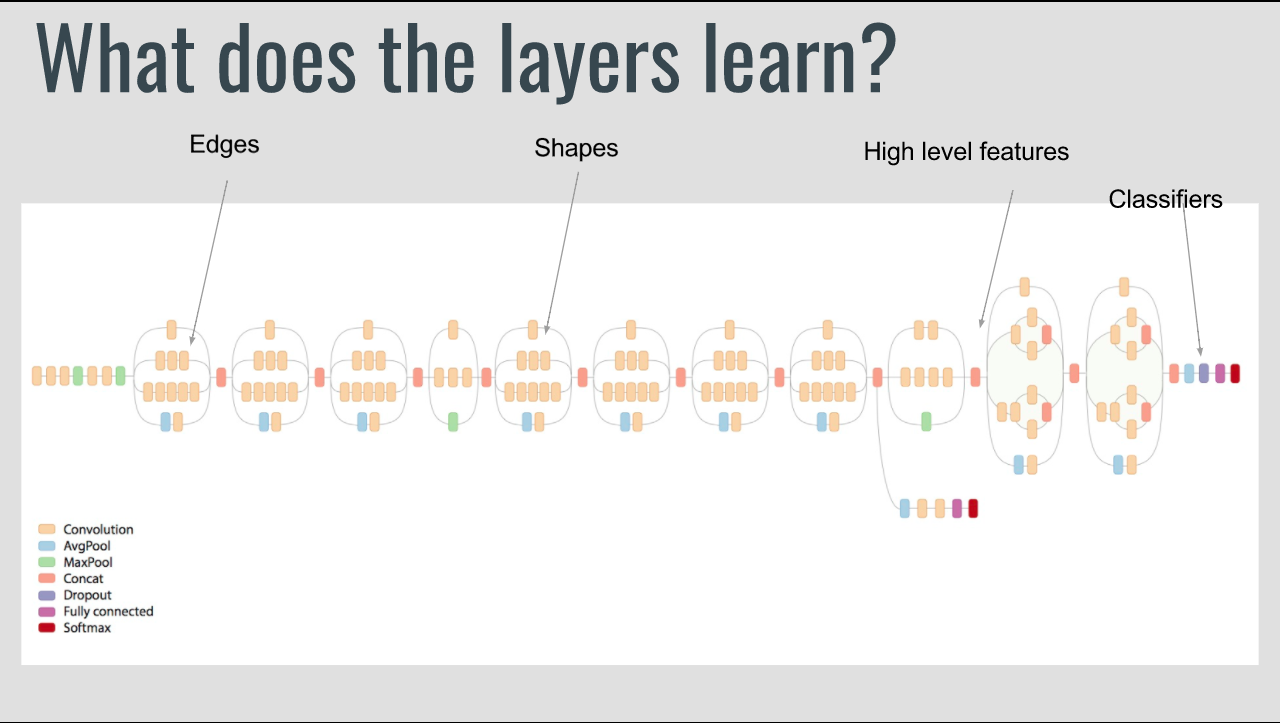 What does the layers learn?
Edges
Shapes
High level features
Classifiers
Convolution
AvgPool
MaxPool
Concat
Dropout
Fully connected
Softmax